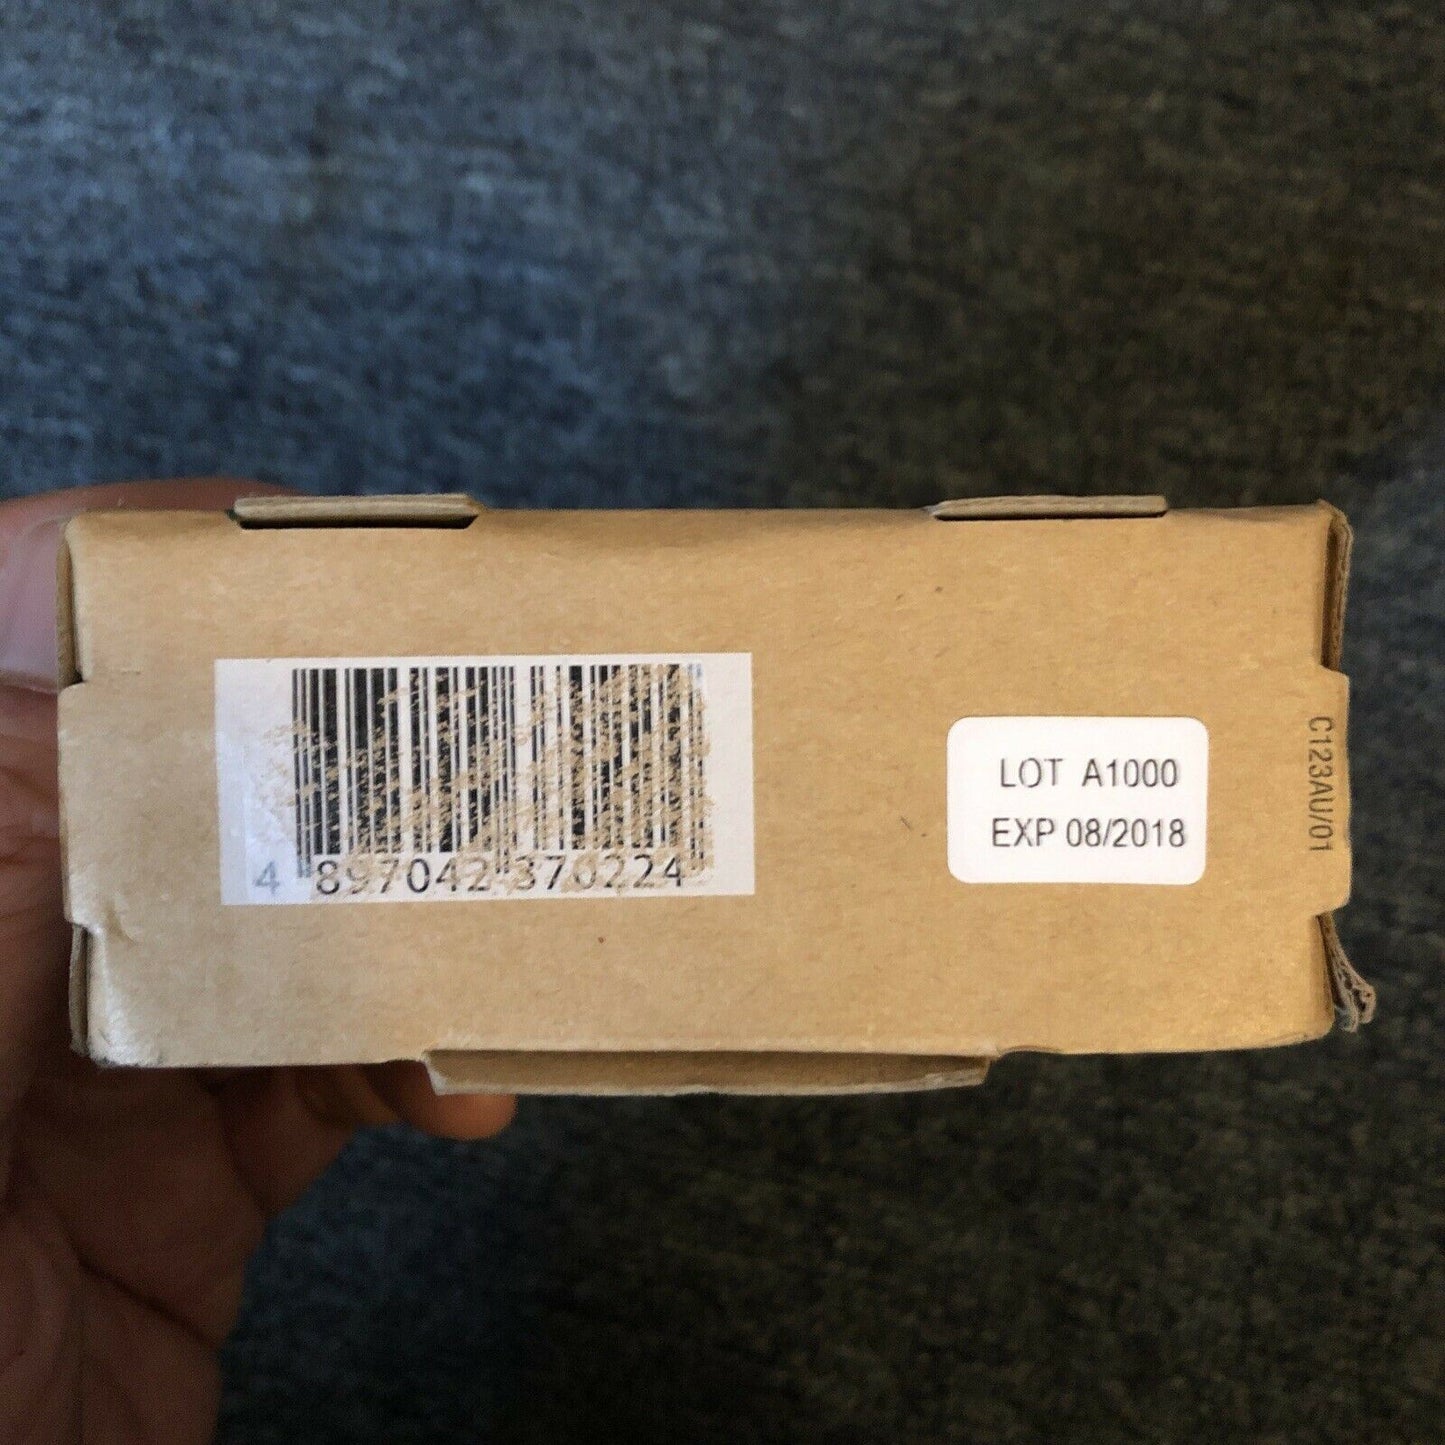 4 897042 370224
LOT A1000
EXP 08/2018
C123AU/01